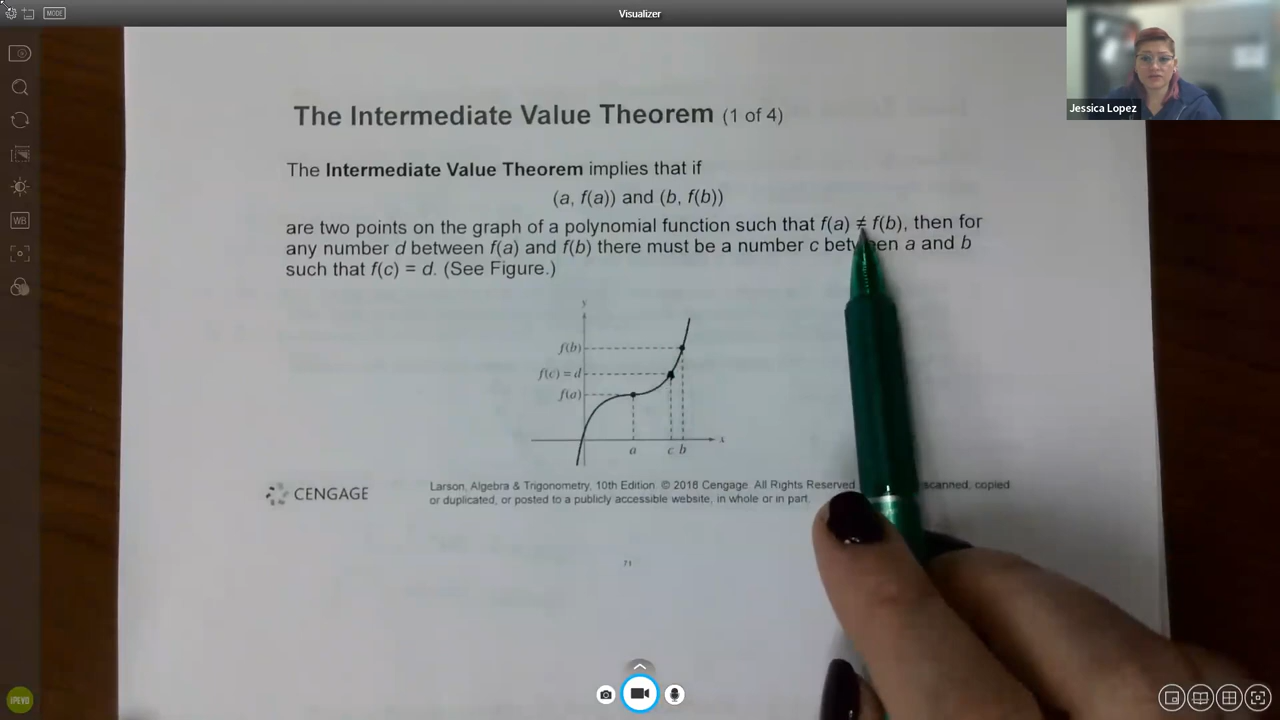 MODE
Visualizer
Jessica Lopez
WB
The Intermediate Value Theorem (1 of 4)
The Intermediate Value Theorem implies that if
(a, f(a)) and (b, f(b))
are two points on the graph of a polynomial function such that f(a) ≠ f(b), then for
any number d between f(a) and f(b) there must be a number c between a and b
such that f(c) = d. (See Figure.)
y
f(b)
f(c) = d
f(a)
a c b x
CENGAGE
Larson, Algebra & Trigonometry, 10th Edition. © 2018 Cengage. All Rights Reserved scanned, copied
or duplicated, or posted to a publicly accessible website, in whole or in part.
71
IPEVO